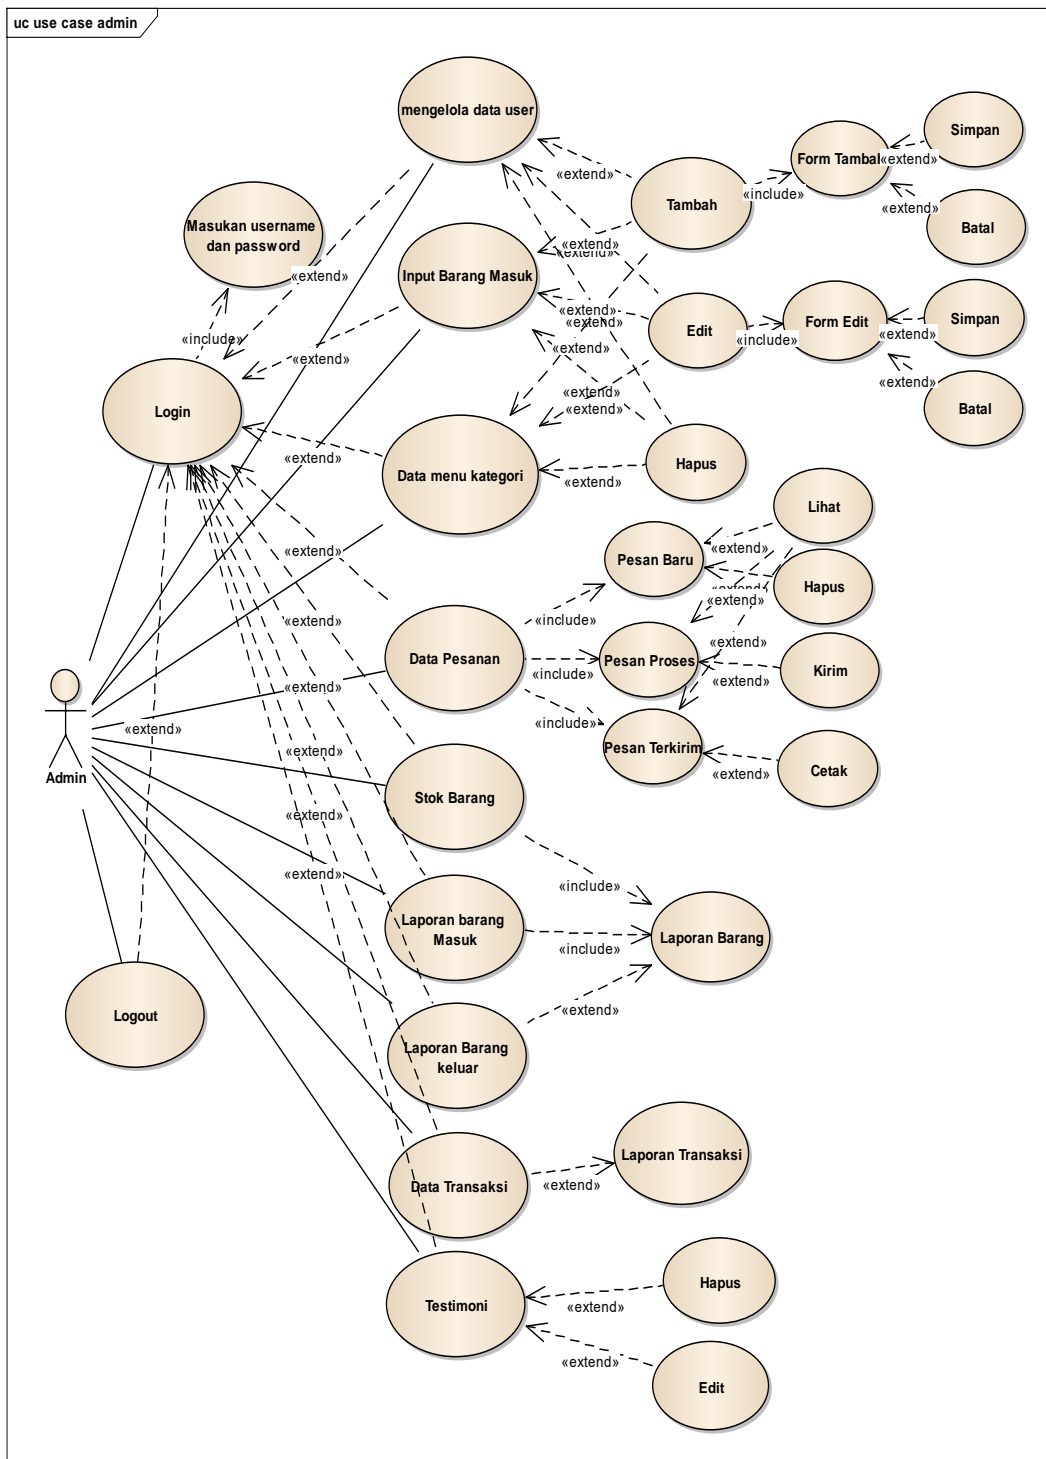 uc use case admin
mengelola data user
Simpan
Form Tambal
«extend»
«extend»
«include»
Tambah
«extend»
Batal
Masukan username
dan password
«extend»
Input Barang Masuk
«extend»
«extend»
«extend»
«extend»
Edit
«include»
Form Edit
«extend»
Simpan
«include»
«extend»
«extend»
«extend»
«extend»
Batal
Login
«extend»
«extend»
«extend»
Data menu kategori
«extend»
Hapus
Lihat
«extend»
Pesan Baru
«extend»
Hapus
«extend»
«extend»
«include»
«extend»
Data Pesanan
«include»
Pesan Proses
«extend»
Kirim
«extend»
«include»
Admin
«extend»
«extend»
Pesan Terkirim
«extend»
Cetak
Stok Barang
«extend»
«extend»
«include»
Laporan barang
Masuk
«include»
Laporan Barang
Logout
«extend»
Laporan Barang
keluar
Data Transaksi
«extend»
Laporan Transaksi
Testimoni
«extend»
Hapus
«extend»
Edit